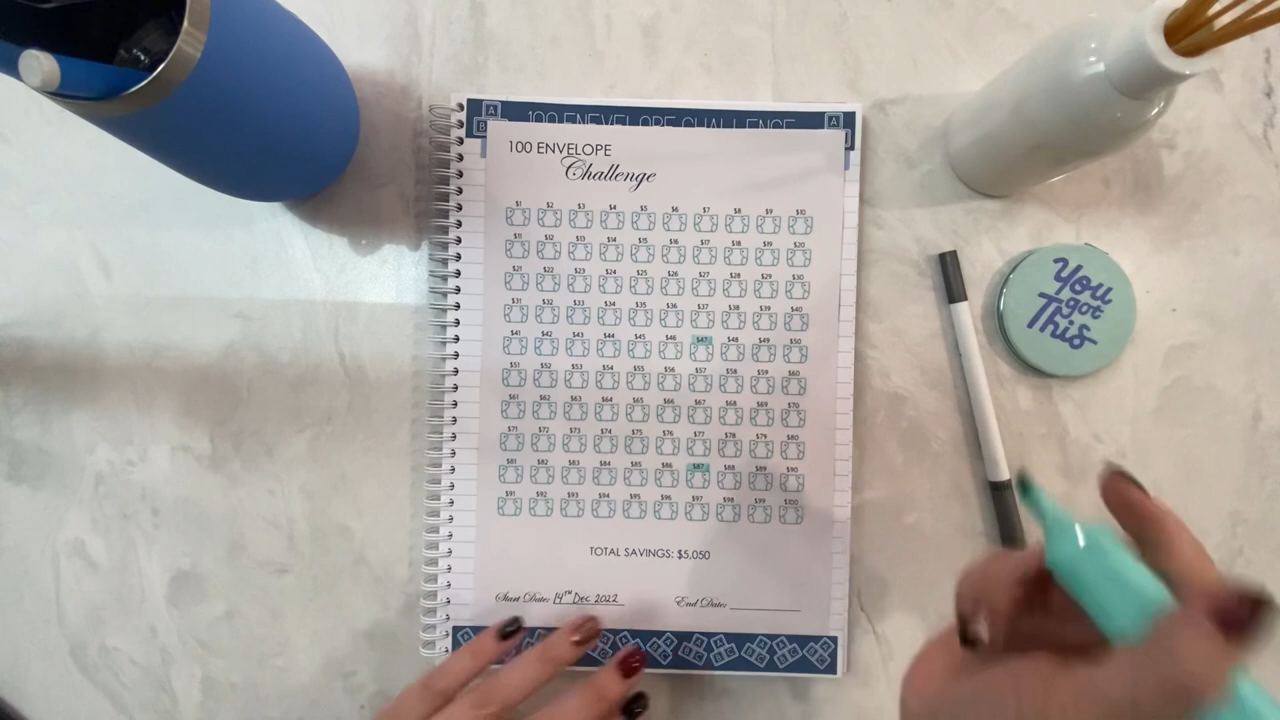 100 ENEVELOPE CHALLENGE
100 ENVELOPE
Challenge
$1 $2 $3 $4 $5 $6 $7 $8 $9 $10
$11 $12 $13 $14 $15 $16 $17 $18 $19 $20
$21 $22 $23 $24 $25 $26 $27 $28 $29 $30
$31 $32 $33 $34 $35 $36 $37 $38 $39 $40
$41 $42 $43 $44 $45 $46 $47 $48 $49 $50
$51 $52 $53 $54 $55 $56 $57 $58 $59 $60
$61 $62 $63 $64 $65 $66 $67 $68 $69 $70
$71 $72 $73 $74 $75 $76 $77 $78 $79 $80
$81 $82 $83 $84 $85 $86 $87 $88 $89 $90
$91 $92 $93 $94 $95 $96 $97 $98 $99 $100
TOTAL SAVINGS: $5,050
Start Date: 14TH Dec 2022 End Date:
You
got
This